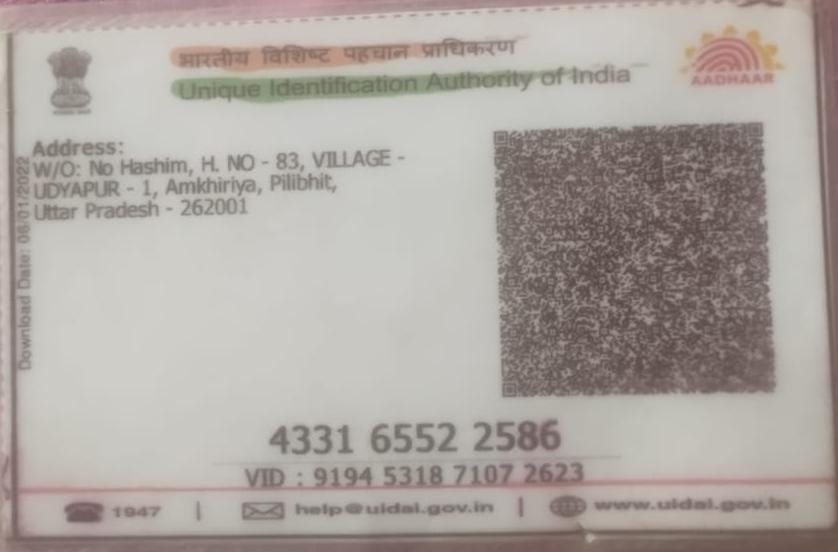 भारतीय विशिष्ट पहचान प्राधिकरण
Unique Identification Authority of India
AADHAAR
Address:
W/O: No Hashim, H. NO - 83, VILLAGE -
UDYAPUR - 1, Amkhiriya, Pilibhit,
Uttar Pradesh - 262001
Download Date: 06/01/2022
4331 6552 2586
VID : 9194 5318 7107 2623
1947 | help@uidai.gov.in | www.uidai.gov.in